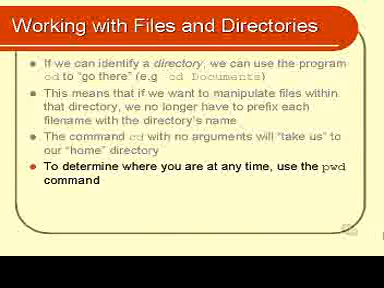 Working with Files and Directories
If we can identify a directory, we can use the program
cd to "go there" (e.g cd Documents)
This means that if we want to manipulate files within
that directory, we no longer have to prefix each
filename with the directory's name
The command cd with no arguments will "take us" to
our "home" directory
To determine where you are at any time, use the pwd
command